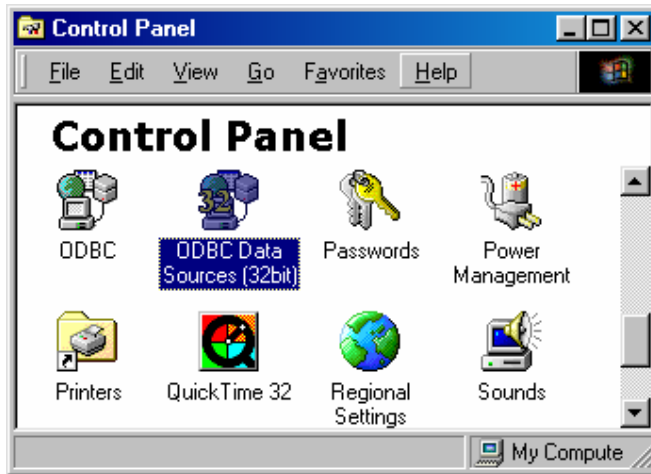 Control Panel
File Edit View Go Favorites Help
Control Panel
32
ODBC ODBC Data Sources (32bit) Passwords Power Management
Printers QuickTime 32 Regional Settings Sounds
My Compute